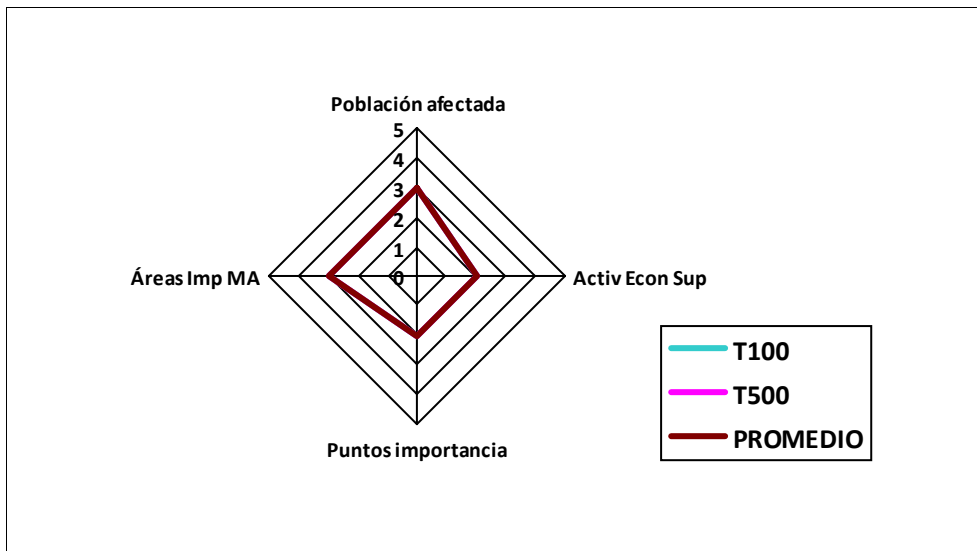 Población afectada
5
4
3
2
1
0
Áreas Imp MA
Activ Econ Sup
Puntos importancia
T100
T500
PROMEDIO